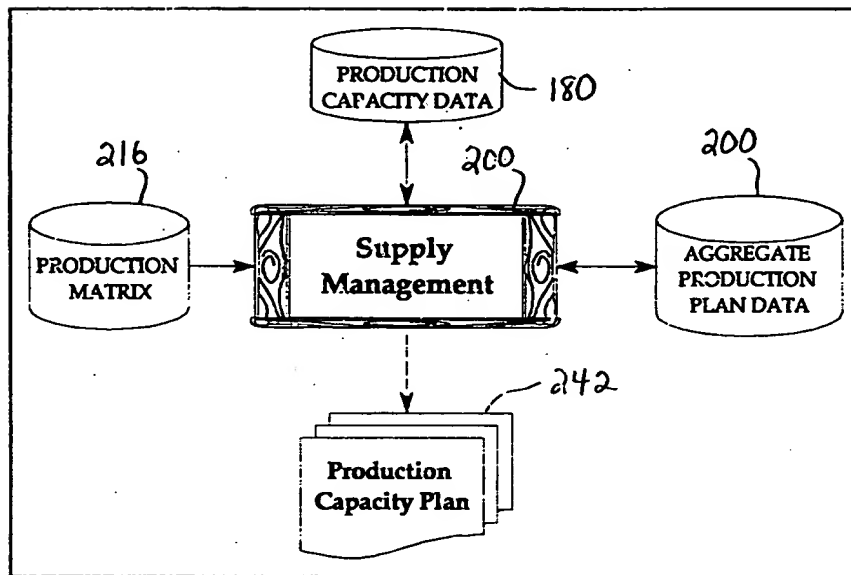 PRODUCTION
CAPACITY DATA
180
216
200
200
PRODUCTION
MATRIX
Supply
Management
AGGREGATE
PRODUCTION
PLAN DATA
242
Production
Capacity Plan